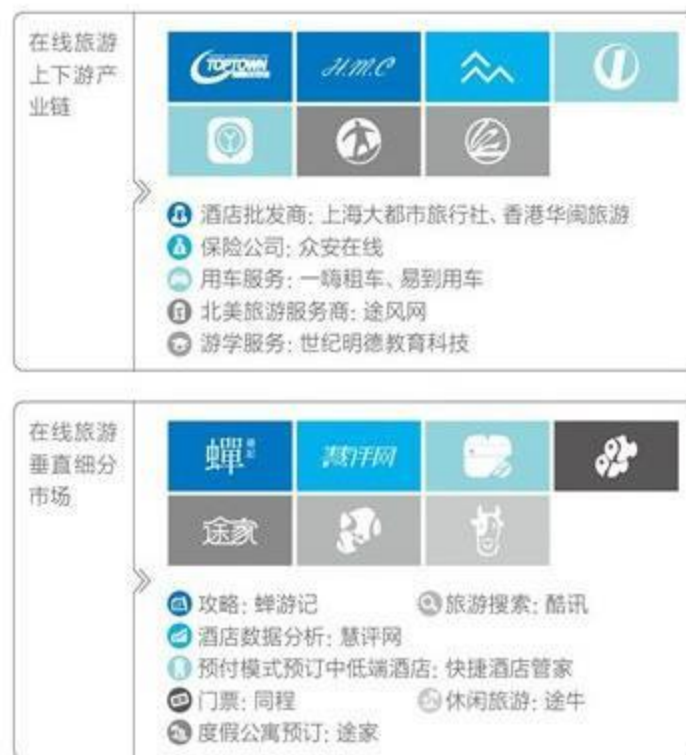 在线旅游
上下游产
业链
TOPTOWN
H.M.C
酒店批发商: 上海大都市旅行社、香港华闽旅游
保险公司: 众安在线
用车服务: 一嗨租车、易到用车
北美旅游服务商: 途风网
游学服务: 世纪明德教育科技
在线旅游
垂直细分
市场
蟬
慧评网
途家
攻略: 蝉游记
旅游搜索: 酷讯
酒店数据分析: 慧评网
预付模式预订中低端酒店: 快捷酒店管家
门票: 同程
休闲旅游: 途牛
度假公寓预订: 途家